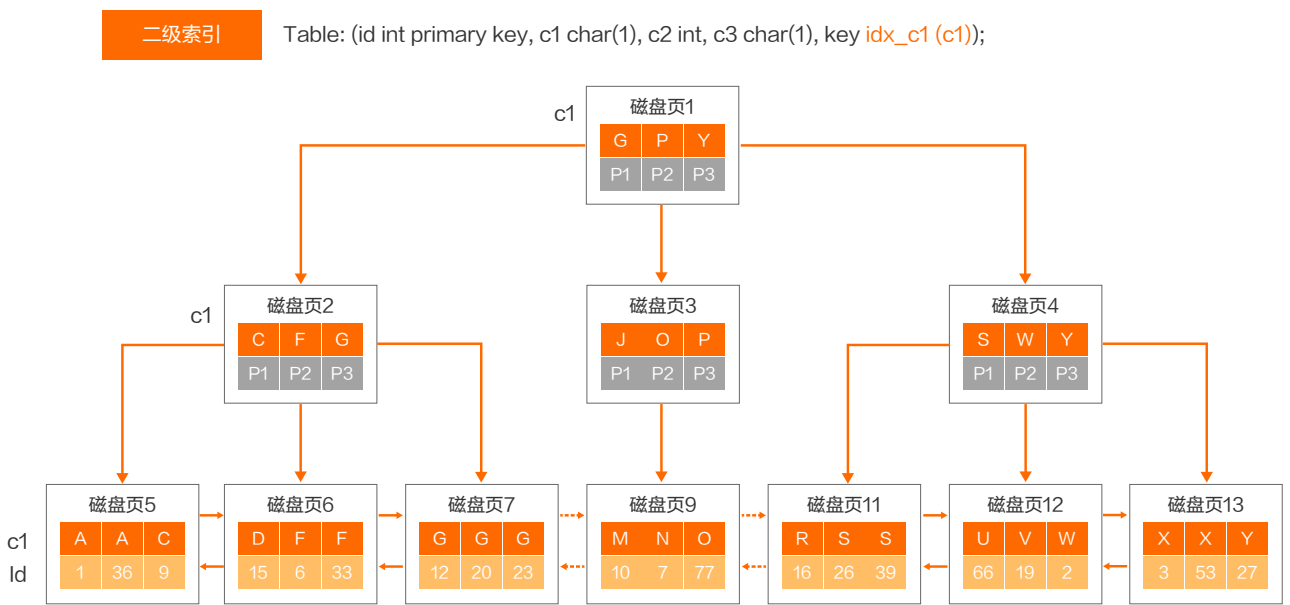 二级索引
Table: (id int primary key, c1 char(1), c2 int, c3 char(1), key idx_c1 (c1));
c1
磁盘页1
G P Y
P1 P2 P3
c1
磁盘页2
C F G
P1 P2 P3
磁盘页3
J O P
P1 P2 P3
磁盘页4
S W Y
P1 P2 P3
c1
Id
磁盘页5
A A C
1 36 9
磁盘页6
D F F
15 6 33
磁盘页7
G G G
12 20 23
磁盘页9
M N O
10 7 77
磁盘页11
R S S
16 26 39
磁盘页12
U V W
66 19 2
磁盘页13
X X Y
3 53 27